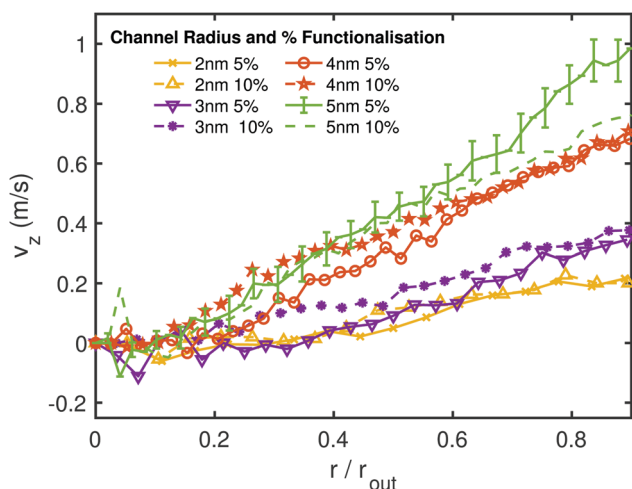 Channel Radius and % Functionalisation
2nm 5%
4nm 5%
2nm 10%
4nm 10%
3nm 5%
5nm 5%
3nm 10%
5nm 10%
1
0.8
0.6
0.4
0.2
0
-0.2
v_z (m/s)
0
0.2
0.4
0.6
0.8
r / r_out